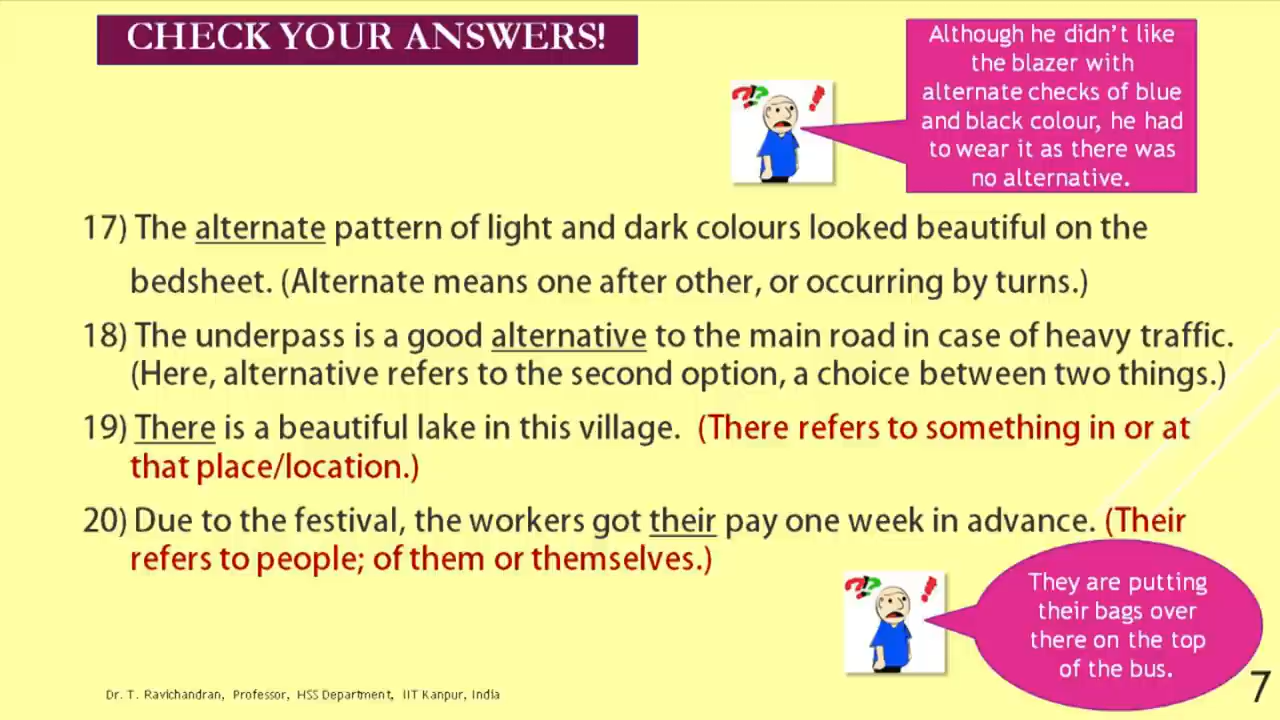 CHECK YOUR ANSWERS!
Although he didn't like
the blazer with
alternate checks of blue
and black colour, he had
to wear it as there was
no alternative.
17) The alternate pattern of light and dark colours looked beautiful on the
bedsheet. (Alternate means one after other, or occurring by turns.)
18) The underpass is a good alternative to the main road in case of heavy traffic.
(Here, alternative refers to the second option, a choice between two things.)
19) There is a beautiful lake in this village. (There refers to something in or at
that place/location.)
20) Due to the festival, the workers got their pay one week in advance. (Their
refers to people; of them or themselves.)
They are putting
their bags over
there on the top
of the bus.
Dr. T. Ravichandran, Professor, HSS Department, IIT Kanpur, India
7